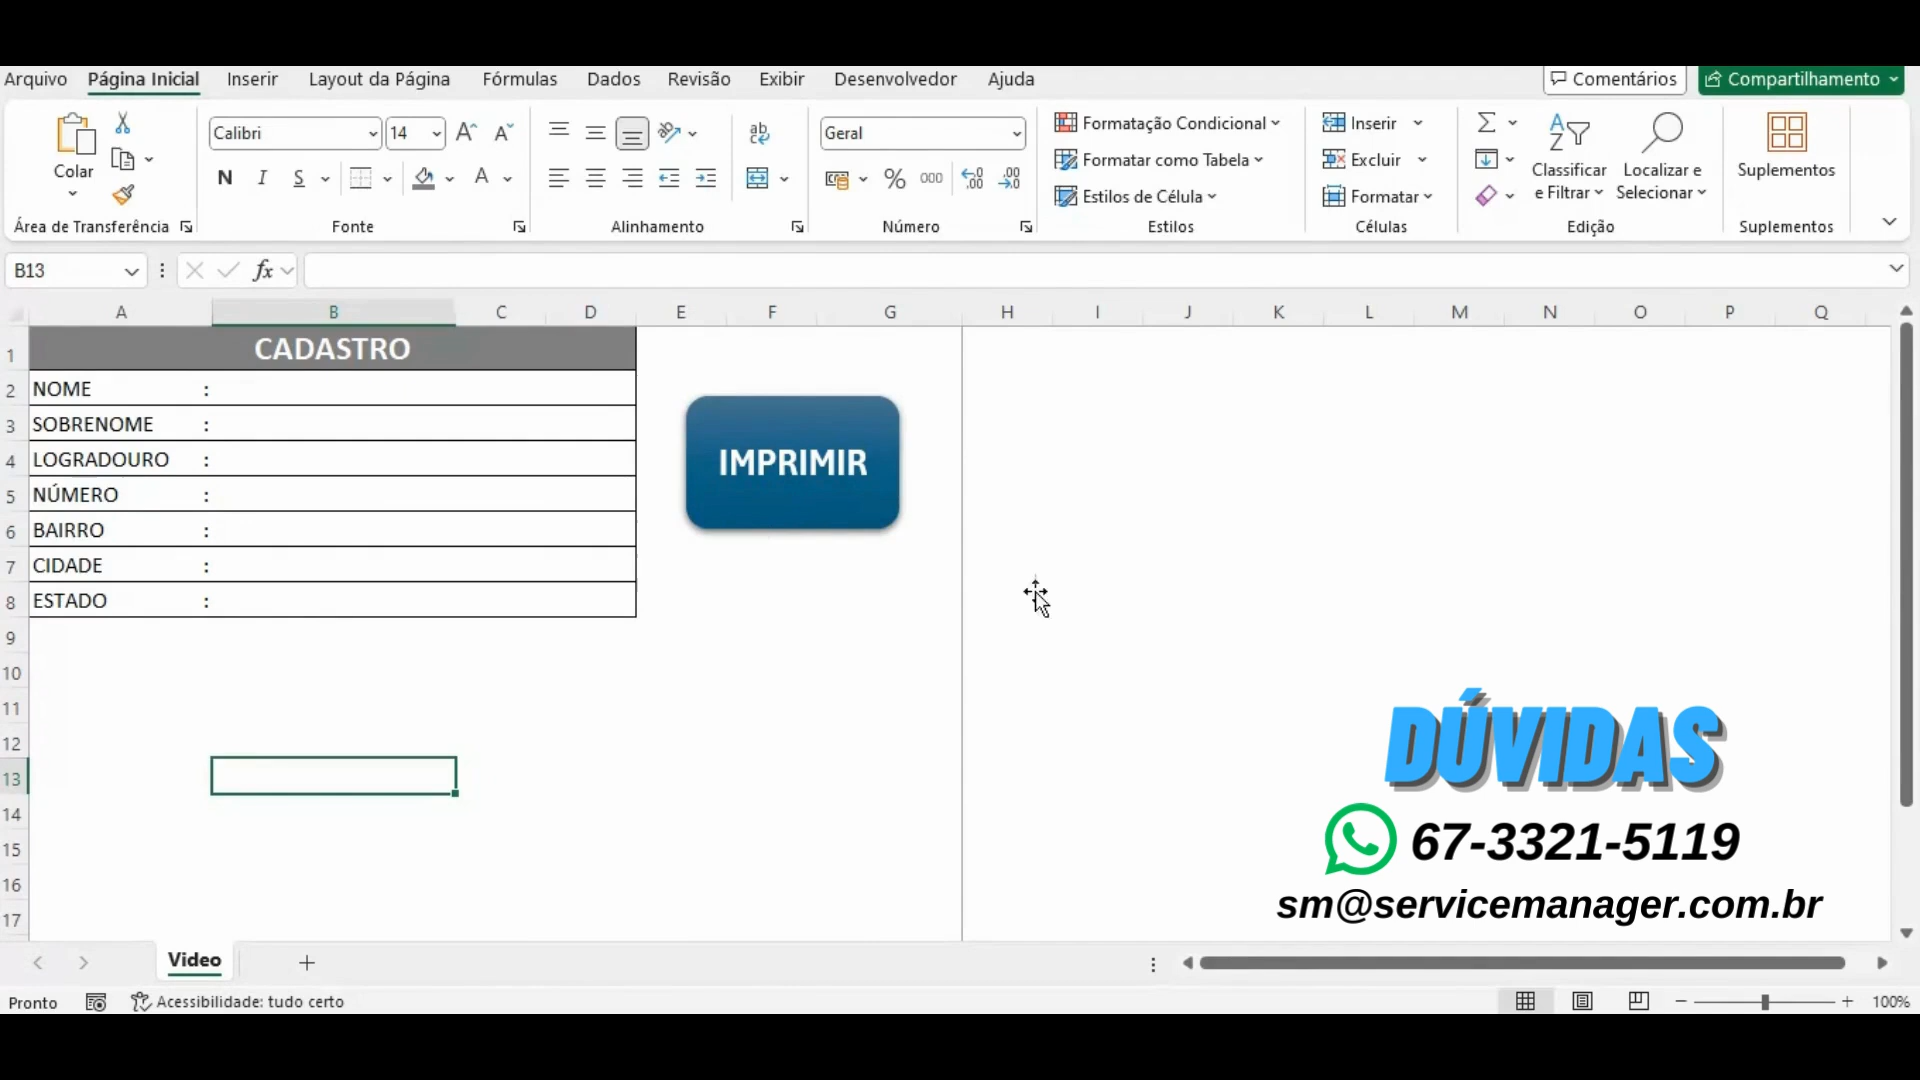 Arquivo Página Inicial Inserir Layout da Página Fórmulas Dados Revisão Exibir Desenvolvedor Ajuda Comentários Compartilhamento
Colar
Área de Transferência
Calibri 14
N I S A
Fonte
ab
Alinhamento
Geral
% 000 ,00
Número
Formatação Condicional
Formatar como Tabela
Estilos de Célula
Estilos
Inserir
Excluir
Formatar
Células
Classificar e Filtrar
Localizar e Selecionar
Edição
Suplementos
Suplementos
B13 fx
A B C D E F G H I J K L M N O P Q
1 CADASTRO
2 NOME :
3 SOBRENOME :
4 LOGRADOURO :
5 NÚMERO :
6 BAIRRO :
7 CIDADE :
8 ESTADO :
9
10
11
12
13
14
15
16
17
IMPRIMIR
DÚVIDAS
67-3321-5119
sm@servicemanager.com.br
Video
Pronto Acessibilidade: tudo certo 100%